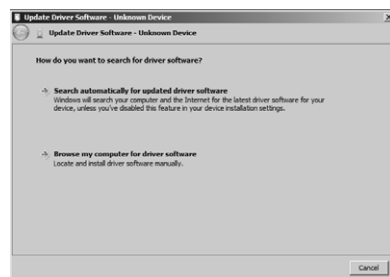 Update Driver Software - Unknown Device
Update Driver Software - Unknown Device
How do you want to search for driver software?
Search automatically for updated driver software
Windows will search your computer and the Internet for the latest driver software for your
device, unless you've disabled this feature in your device installation settings.
Browse my computer for driver software
Locate and install driver software manually.
Cancel